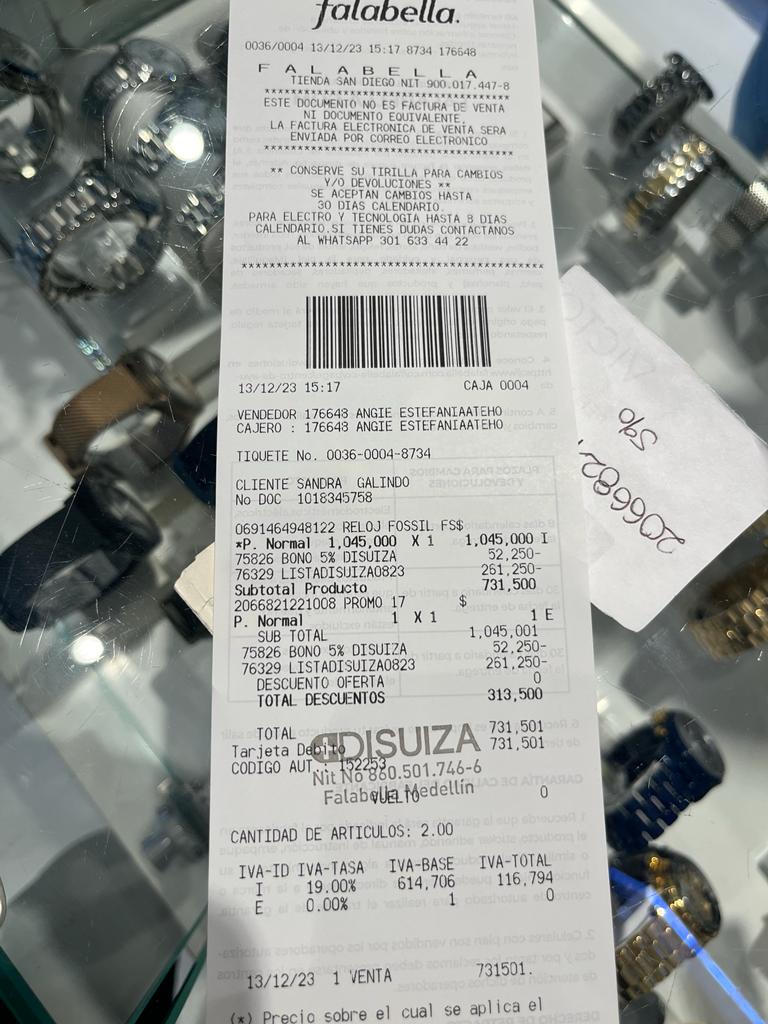 falabella.
0036/0004 13/12/23 15:17 8734 176648
F A L A B E L L A
TIENDA SAN DIEGO NIT 900.017.447-8
****************************************
ESTE DOCUMENTO NO ES FACTURA DE VENTA
NI DOCUMENTO EQUIVALENTE.
LA FACTURA ELECTRONICA DE VENTA SERA
ENVIADA POR CORREO ELECTRONICO
****************************************
** CONSERVE SU TIRILLA PARA CAMBIOS
Y/O DEVOLUCIONES **
SE ACEPTAN CAMBIOS HASTA
30 DIAS CALENDARIO.
PARA ELECTRO Y TECNOLOGIA HASTA 8 DIAS
CALENDARIO.SI TIENES DUDAS CONTACTANOS
AL WHATSAPP 301 633 44 22
****************************************
13/12/23 15:17 CAJA 0004
VENDEDOR 176648 ANGIE ESTEFANIAATEHO
CAJERO : 176648 ANGIE ESTEFANIAATEHO
TIQUETE No. 0036-0004-8734
CLIENTE SANDRA GALINDO
No DOC 1018345758
0691464948122 RELOJ FOSSIL FS$
*P. Normal 1,045,000 X 1 1,045,000 I
75826 BONO 5% DISUIZA 52,250-
76329 LISTADISUIZA0823 261,250-
Subtotal Producto 731,500
2066821221008 PROMO 17 $
P. Normal 1 X 1 1 E
SUB TOTAL 1,045,001
75826 BONO 5% DISUIZA 52,250-
76329 LISTADISUIZA0823 261,250-
DESCUENTO OFERTA 0
TOTAL DESCUENTOS 313,500
TOTAL 731,501
Tarjeta Debito 731,501
CODIGO AUT : 152253
DISUIZA
Nit No 860.501.746-6
Falabella Medellín
VUELTO 0
CANTIDAD DE ARTICULOS: 2.00
IVA-ID IVA-TASA IVA-BASE IVA-TOTAL
I 19.00% 614,706 116,794
E 0.00% 1 0
13/12/23 1 VENTA 731501.
(*) Precio sobre el cual se aplica el
5%
2066821